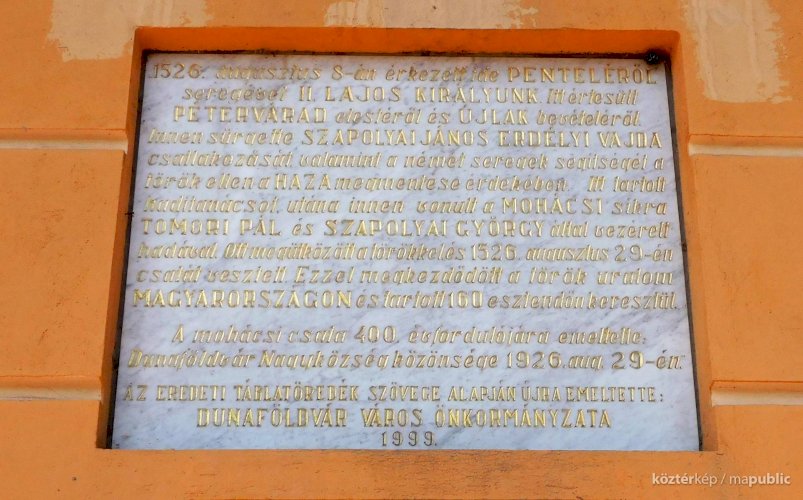 1526. augusztus 8-án érkezett ide PENTELÉRŐL
seregével II. LAJOS KIRÁLYUNK. Itt értesült
PÉTERVÁRAD elestéről és ÚJLAK bevételéről.
Innen sürgette SZAPOLYAI JÁNOS ERDÉLYI VAJDA
csatlakozását valamint a német seregek segítségét a
török ellen a HAZA megmentése érdekében. Itt tartott
haditanácsot, utána innen vonult a MOHÁCSI síkra
TOMORI PÁL és SZAPOLYAI GYÖRGY által vezérelt
hadával. Ott megütközött a törökkel és 1526. augusztus 29-én
csatát vesztett. Ezzel megkezdődött a török uralom
MAGYARORSZÁGON és tartott 160 esztendőn keresztül.
A mohácsi csata 400. évfordulójára emeltette:
Dunaföldvár Nagyközség közönsége 1926. aug. 29-én.
AZ EREDETI TÁBLATÖREDÉK SZÖVEGE ALAPJÁN ÚJRA EMELTETTE:
DUNAFÖLDVÁR VÁROS ÖNKORMÁNYZATA
1999.
köztérkép / mapublic